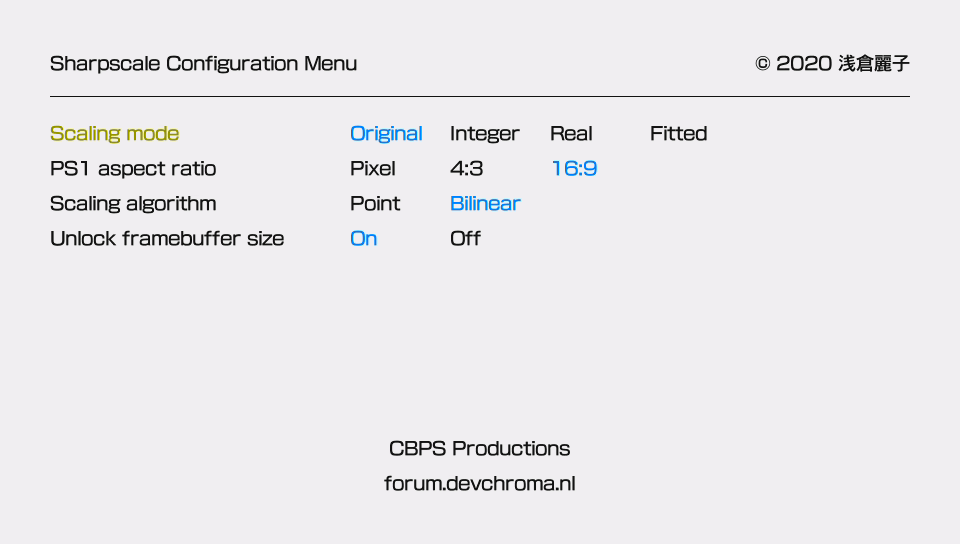 Sharpscale Configuration Menu © 2020 浅倉麗子
Scaling mode Original Integer Real Fitted
PS1 aspect ratio Pixel 4:3 16:9
Scaling algorithm Point Bilinear
Unlock framebuffer size On Off
CBPS Productions
forum.devchroma.nl